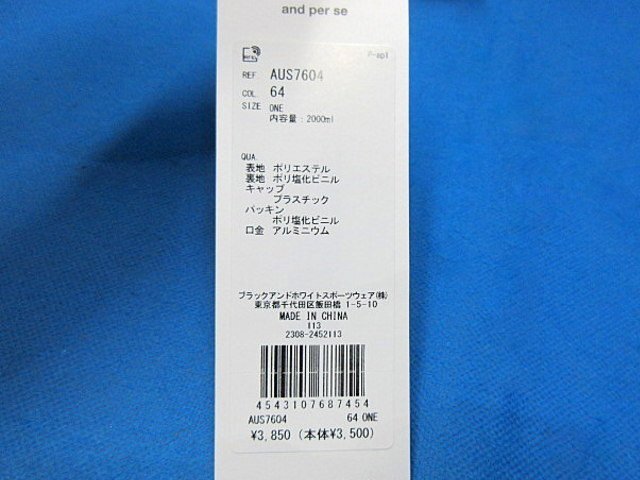 and per se
P-apl
REF. AUS7604
COL. 64
SIZE ONE
内容量：2000ml
QUA
表地 ポリエステル
裏地 ポリ塩化ビニル
キャップ
プラスチック
パッキン
ポリ塩化ビニル
口金 アルミニウム
ブラックアンドホワイトスポーツウェア(株)
東京都千代田区飯田橋 1-5-10
MADE IN CHINA
113
2308-2452113
4543107687454
AUS7604 64 ONE
¥3,850 (本体¥3,500)